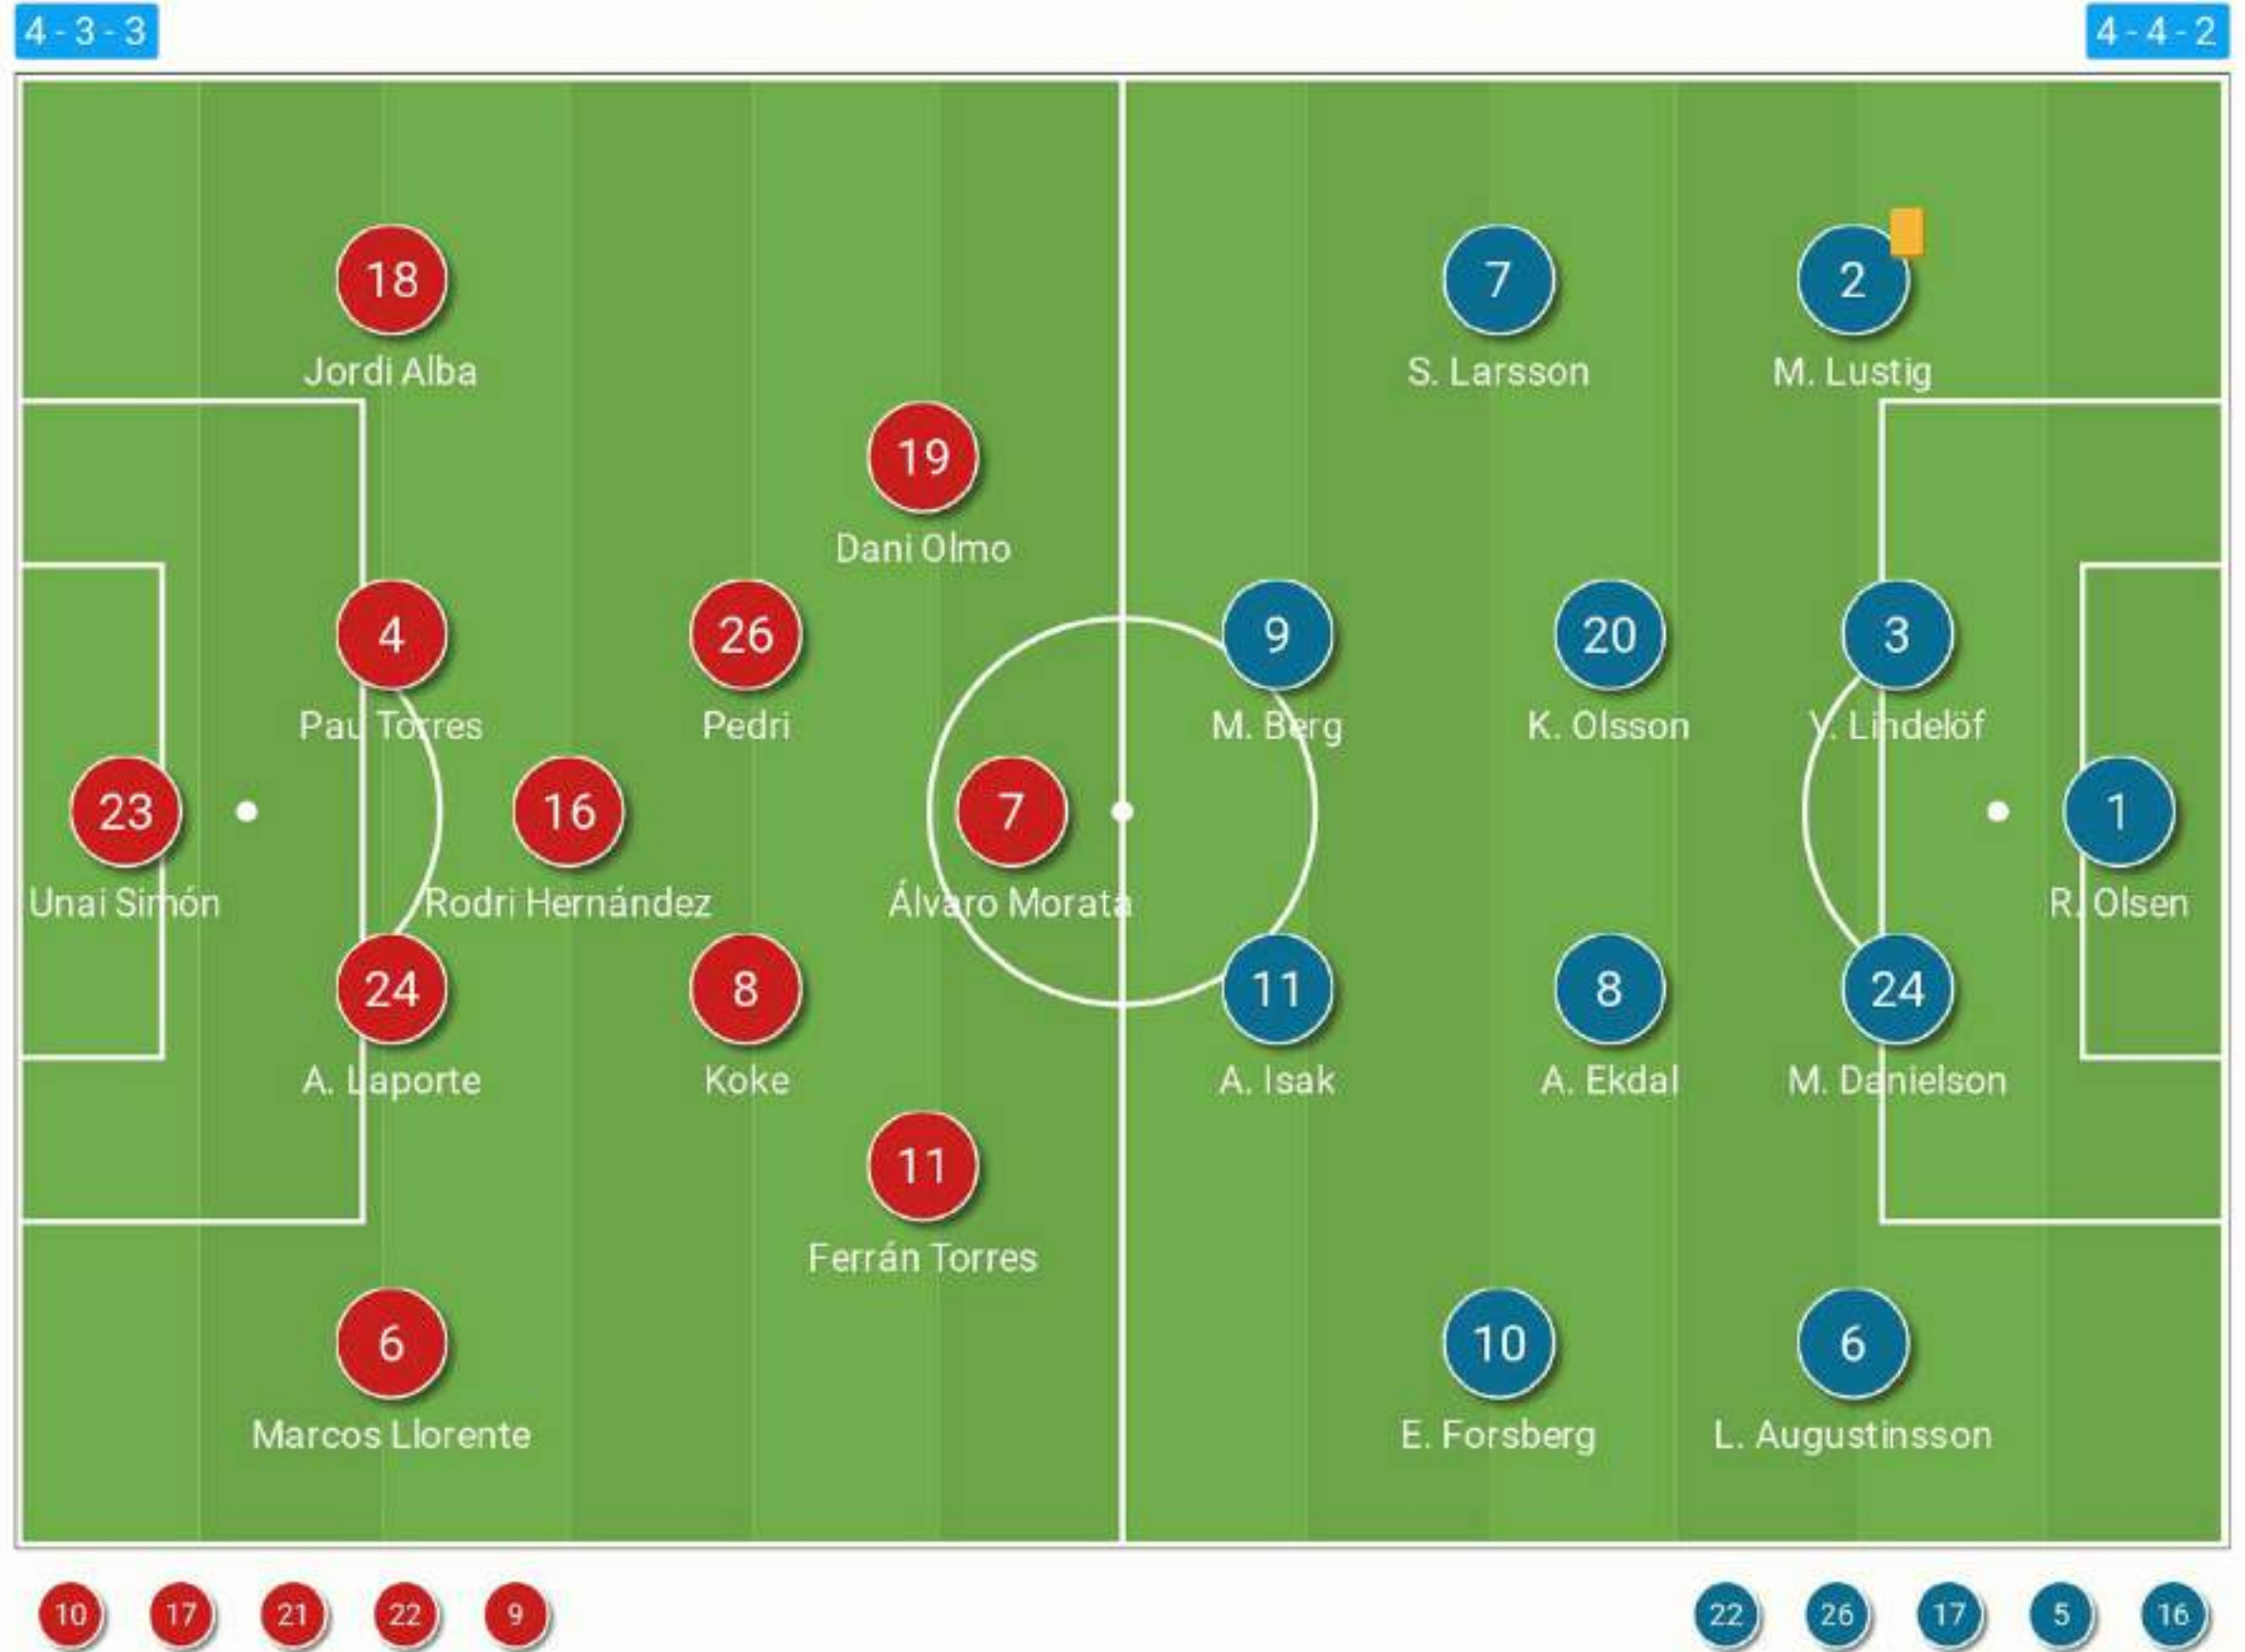 4 - 3 - 3
4 - 4 - 2
18
Jordi Alba
7
S. Larsson
2
M. Lustig
19
Dani Olmo
4
Pau Torres
26
Pedri
9
M. Berg
20
K. Olsson
3
V. Lindelöf
23
Unai Simón
16
Rodri Hernández
7
Álvaro Morata
1
R. Olsen
24
A. Laporte
8
Koke
11
A. Isak
8
A. Ekdal
24
M. Danielson
11
Ferrán Torres
6
Marcos Llorente
10
E. Forsberg
6
L. Augustinsson
10 17 21 22 9
22 26 17 5 16